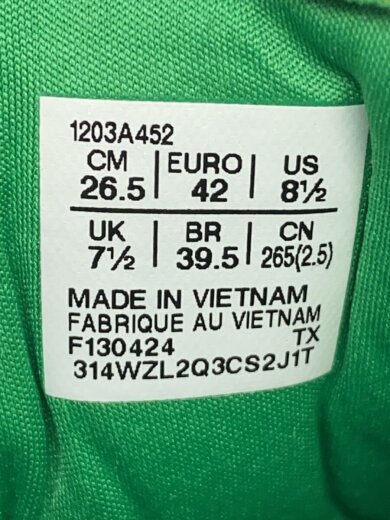 1203A452
CM | EURO | US
26.5 | 42 | 8½
UK | BR | CN
7½ | 39.5 | 265(2.5)
MADE IN VIETNAM
FABRIQUE AU VIETNAM
F130424 TX
314WZL2Q3CS2J1T